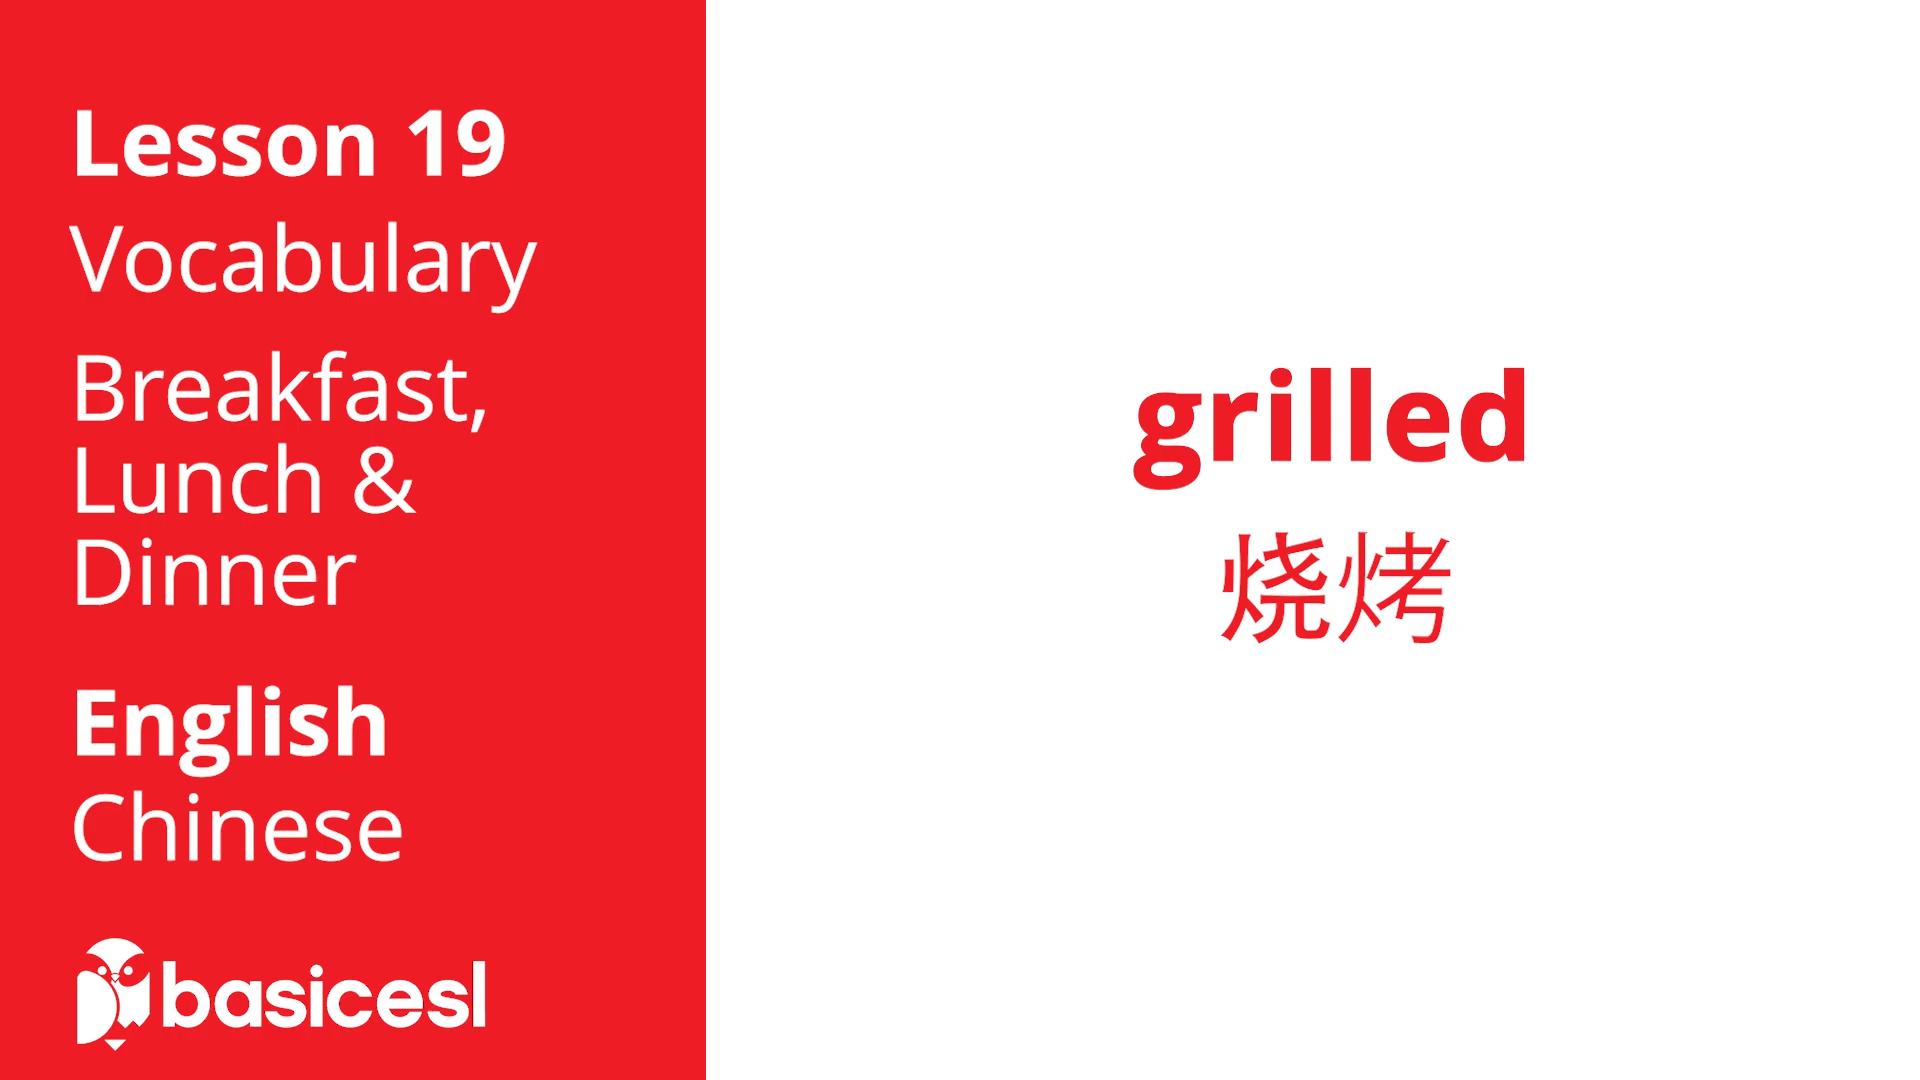 Lesson 19
Vocabulary
Breakfast,
Lunch &
Dinner
English
Chinese
basicesl
grilled
烧烤